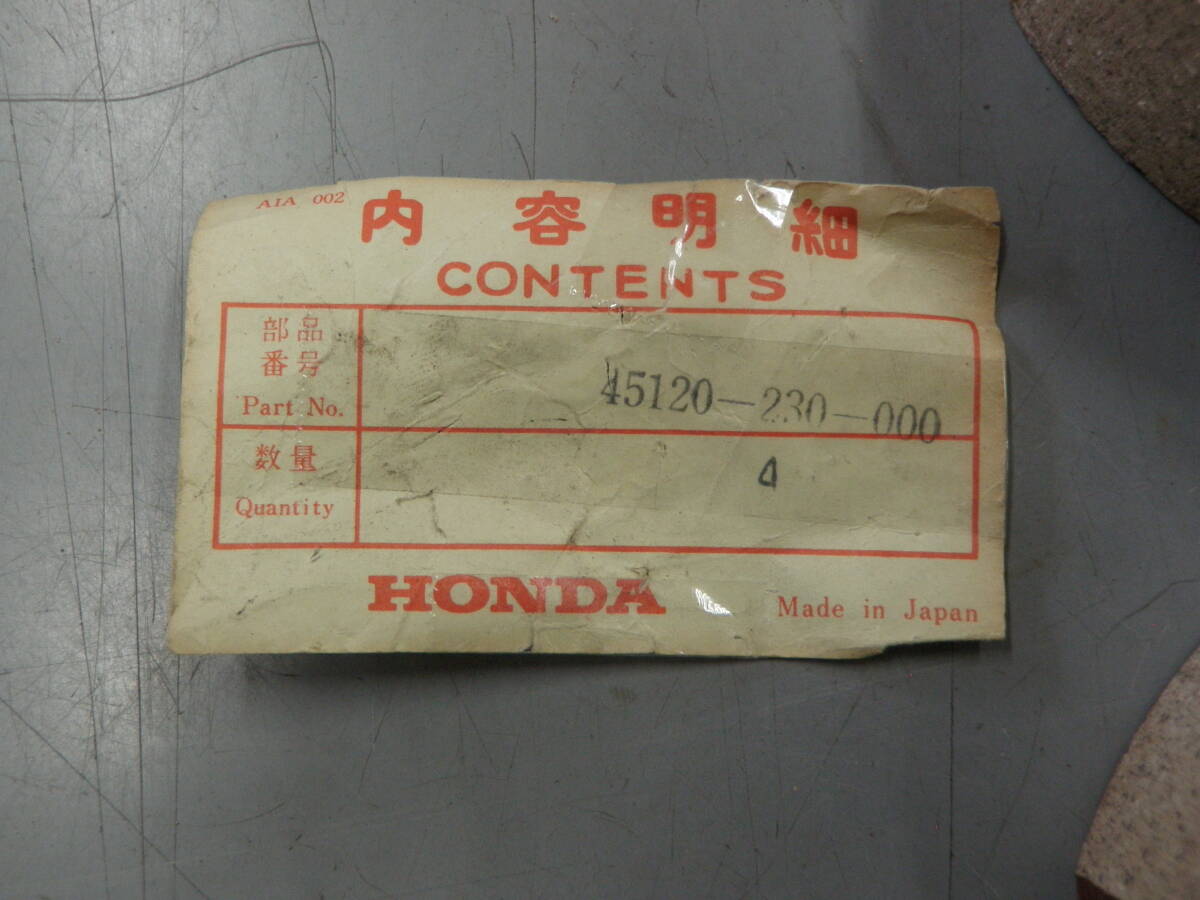 AIA 002
内容明細
CONTENTS
部品
番号
Part No.
45120-230-000
数量
Quantity
4
HONDA
Made in Japan